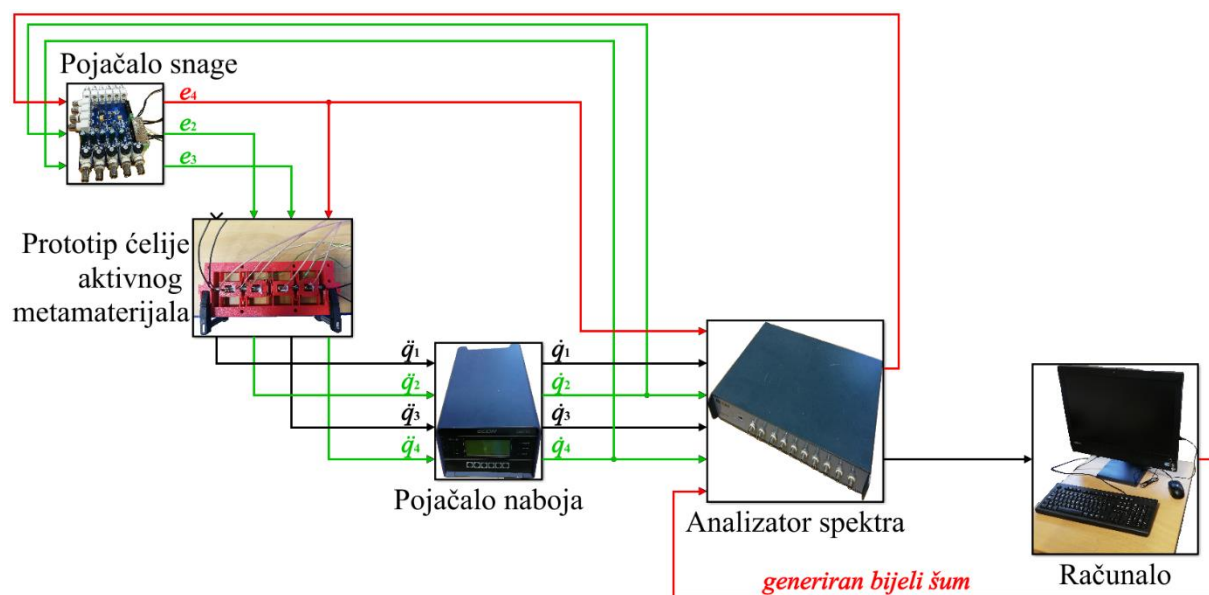 Pojačalo snage
e₄
e₂
e₃
Prototip ćelije
aktivnog
metamaterijala
q̈₁
q̈₂
q̈₃
q̈₄
q̇₁
q̇₂
q̇₃
q̇₄
Pojačalo naboja
Analizator spektra
generiran bijeli šum
Računalo